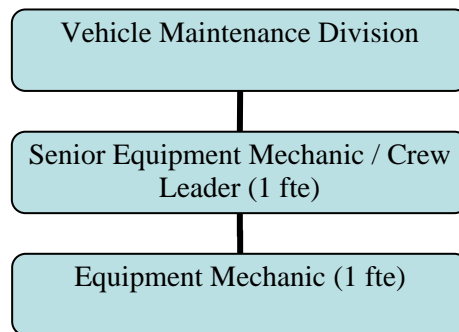 Vehicle Maintenance Division
Senior Equipment Mechanic / Crew
Leader (1 fte)
Equipment Mechanic (1 fte)